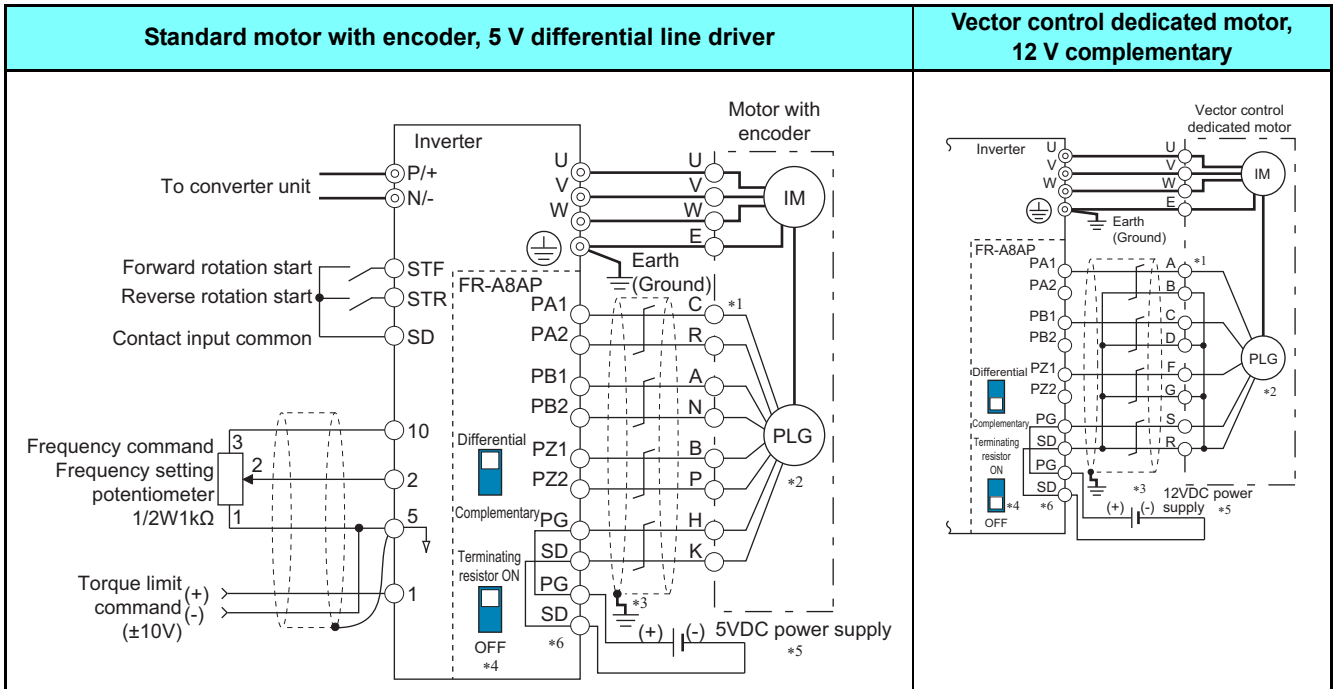 Standard motor with encoder, 5 V differential line driver
Vector control dedicated motor,
12 V complementary
Motor with
encoder
Inverter
To converter unit
P/+
N/-
U
V
W
U
V
W
E
IM
Earth
(Ground)
Forward rotation start
Reverse rotation start
Contact input common
STF
STR
SD
FR-A8AP
PA1
PA2
PB1
PB2
PZ1
PZ2
PG
SD
PG
SD
C
R
A
N
B
P
H
K
*1
PLG
*2
Differential
Complementary
Terminating
resistor ON
OFF
*4
*6
*3
(+)
(-)
5VDC power supply
*5
Frequency command
Frequency setting
potentiometer
1/2W1kΩ
3
2
1
10
2
5
1
Torque limit
command
(±10V)
(+)
(-)
Vector control
dedicated motor
Inverter
U
V
W
U
V
W
E
IM
Earth
(Ground)
FR-A8AP
PA1
PA2
PB1
PB2
PZ1
PZ2
PG
SD
PG
SD
A
B
C
D
F
G
S
R
*1
PLG
*2
Differential
Complementary
Terminating
resistor
ON
OFF
*4
*6
*3
(+)
(-)
12VDC power
supply
*5